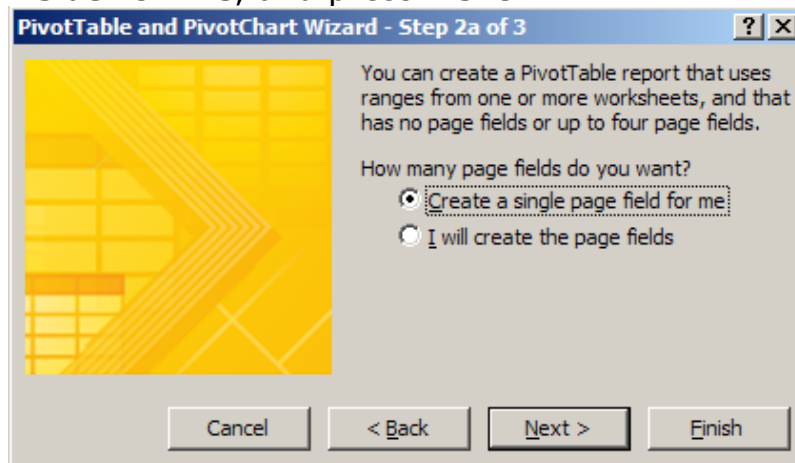 PivotTable and PivotChart Wizard - Step 2a of 3
You can create a PivotTable report that uses
ranges from one or more worksheets, and that
has no page fields or up to four page fields.
How many page fields do you want?
Create a single page field for me
I will create the page fields
Cancel
< Back
Next >
Finish